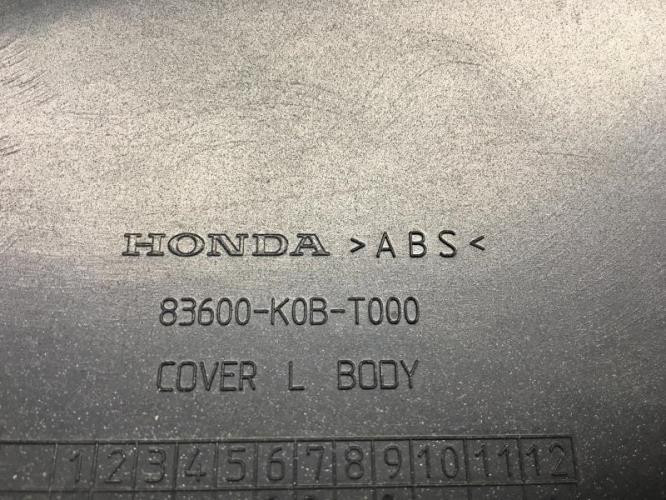 HONDA >ABS<
83600-K0B-T000
COVER L BODY
1 2 3 4 5 6 7 8 9 10 11 12